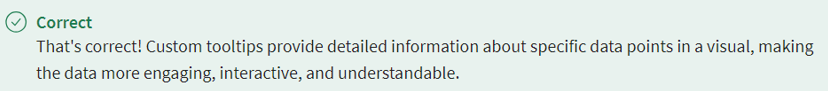 Correct
That's correct! Custom tooltips provide detailed information about specific data points in a visual, making
the data more engaging, interactive, and understandable.